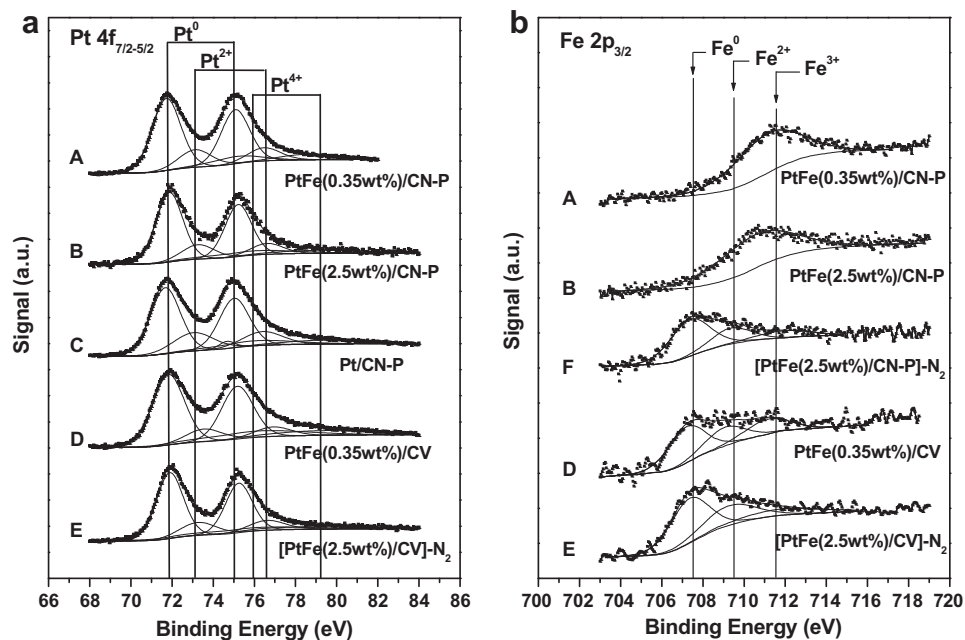 a
Pt 4f7/2-5/2
Pt0
Pt2+
Pt4+
A
PtFe(0.35wt%)/CN-P
B
PtFe(2.5wt%)/CN-P
C
Pt/CN-P
D
PtFe(0.35wt%)/CV
E
[PtFe(2.5wt%)/CV]-N2
Signal (a.u.)
66 68 70 72 74 76 78 80 82 84 86
Binding Energy (eV)
b
Fe 2p3/2
Fe0
Fe2+
Fe3+
A
PtFe(0.35wt%)/CN-P
B
PtFe(2.5wt%)/CN-P
F
[PtFe(2.5wt%)/CN-P]-N2
D
PtFe(0.35wt%)/CV
E
[PtFe(2.5wt%)/CV]-N2
Signal (a.u.)
700 702 704 706 708 710 712 714 716 718 720
Binding Energy (eV)